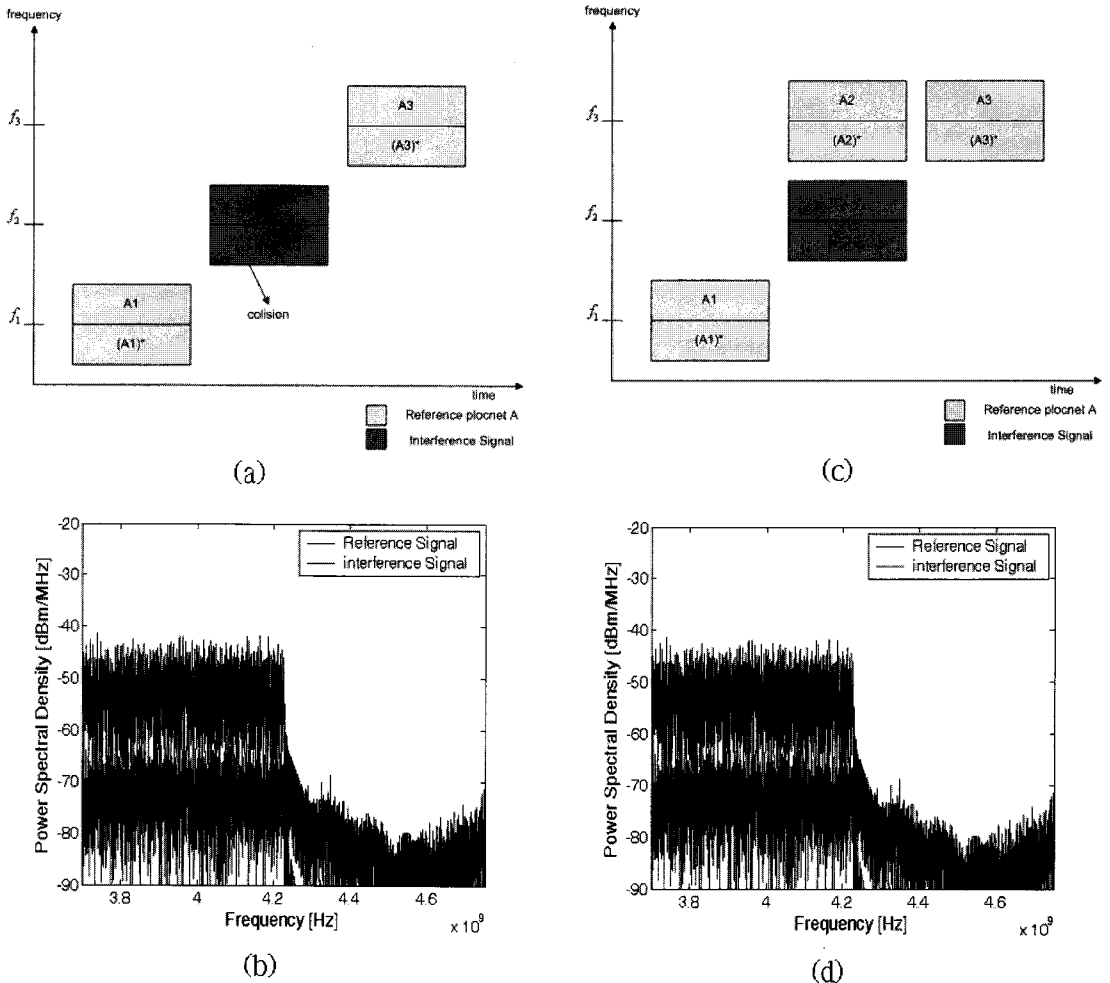 frequency
f3
A3
(A3)*
f2
colision
f1
A1
(A1)*
time
Reference plocnet A
Interference Signal
(a)
frequency
f3
A2
(A2)*
A3
(A3)*
f2
f1
A1
(A1)*
time
Reference plocnet A
Interference Signal
(c)
Power Spectral Density [dBm/MHz]
-20
-30
-40
-50
-60
-70
-80
-90
Reference Signal
interference Signal
3.8
4
4.2
4.4
4.6
x 10^9
Frequency [Hz]
(b)
Power Spectral Density [dBm/MHz]
-20
-30
-40
-50
-60
-70
-80
-90
Reference Signal
interference Signal
3.8
4
4.2
4.4
4.6
x 10^9
Frequency [Hz]
(d)